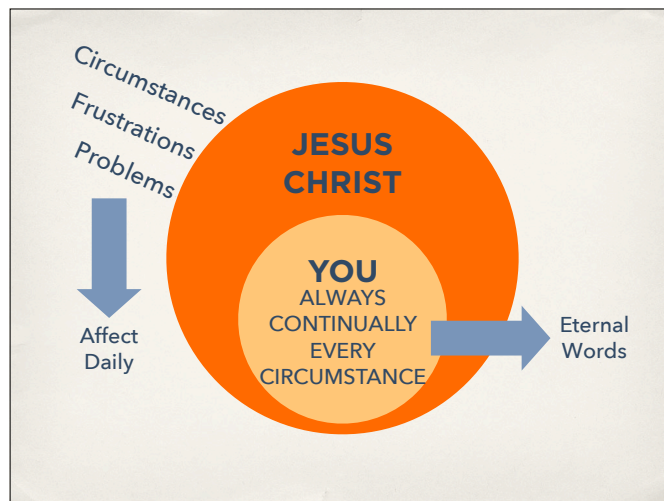 Circumstances
Frustrations
Problems
JESUS
CHRIST
YOU
ALWAYS
CONTINUALLY
EVERY
CIRCUMSTANCE
Affect
Daily
Eternal
Words